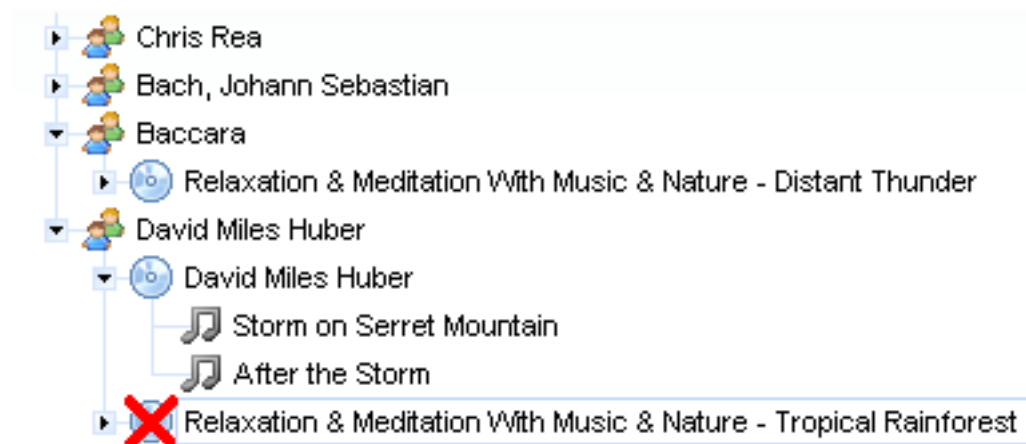 Chris Rea
Bach, Johann Sebastian
Baccara
Relaxation & Meditation With Music & Nature - Distant Thunder
David Miles Huber
David Miles Huber
Storm on Serret Mountain
After the Storm
Relaxation & Meditation With Music & Nature - Tropical Rainforest